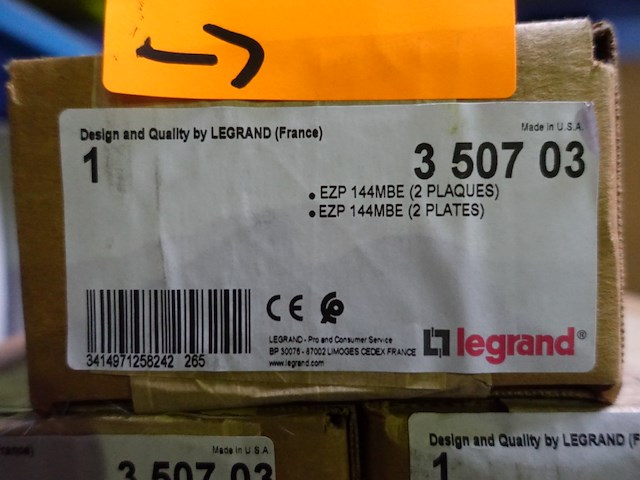 Design and Quality by LEGRAND (France)
Made in U.S.A.
1
3 507 03
• EZP 144MBE (2 PLAQUES)
• EZP 144MBE (2 PLATES)
CE
3414971258242 265
LEGRAND - Pro and Consumer Service
BP 30076 - 87002 LIMOGES CEDEX FRANCE
www.legrand.com
legrand®
Made in U.S.A.
3 507 03
Design and Quality by LEGRAND (F
1